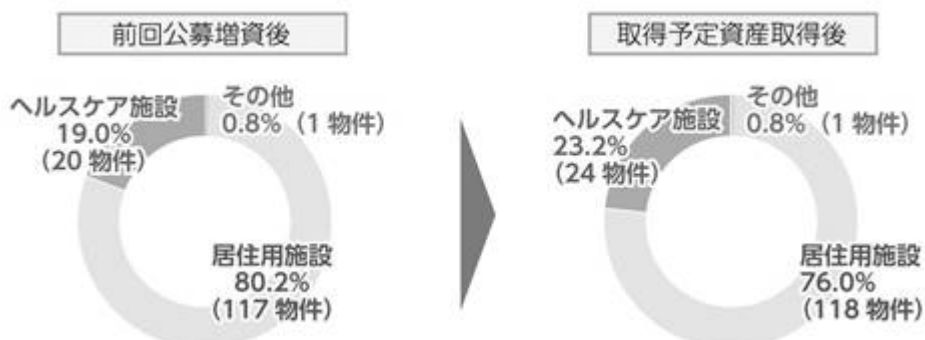 前回公募増資後
ヘルスケア施設
19.0%
(20 物件)
その他
0.8% (1 物件)
居住用施設
80.2%
(117 物件)
取得予定資産取得後
ヘルスケア施設
23.2%
(24 物件)
その他
0.8% (1 物件)
居住用施設
76.0%
(118 物件)